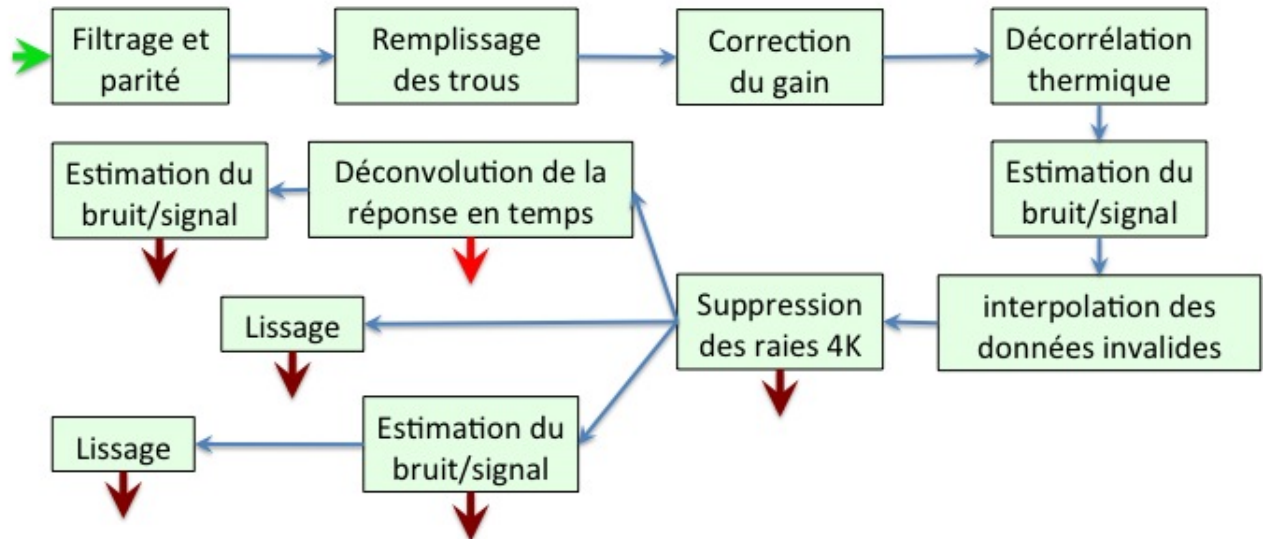 Filtrage et
parité
Remplissage
des trous
Correction
du gain
Décorrélation
thermique
Estimation du
bruit/signal
Déconvolution de la
réponse en temps
Estimation du
bruit/signal
Suppression
des raies 4K
interpolation des
données invalides
Lissage
Lissage
Estimation du
bruit/signal